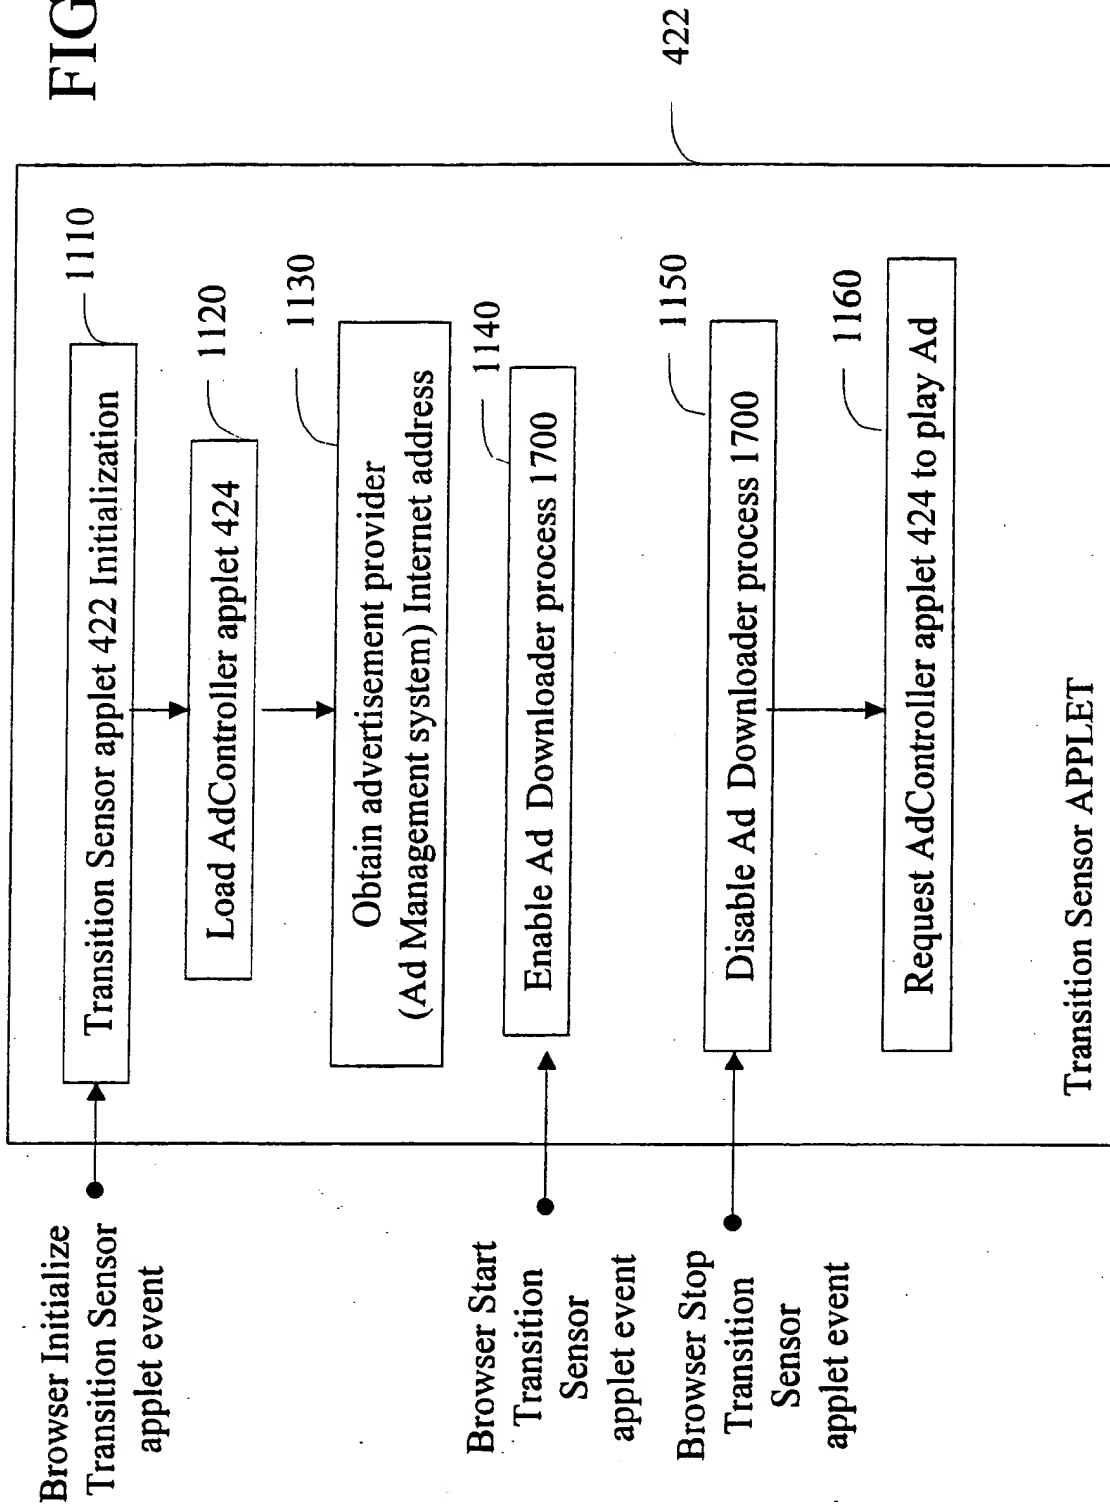 FIG
422
Browser Initialize
Transition Sensor
applet event
Transition Sensor applet 422 Initialization
1110
Load AdController applet 424
1120
Obtain advertisement provider
(Ad Management system) Internet address
1130
Browser Start
Transition
Sensor
applet event
Enable Ad Downloader process 1700
1140
Browser Stop
Transition
Sensor
applet event
Disable Ad Downloader process 1700
1150
Request AdController applet 424 to play Ad
1160
Transition Sensor APPLET